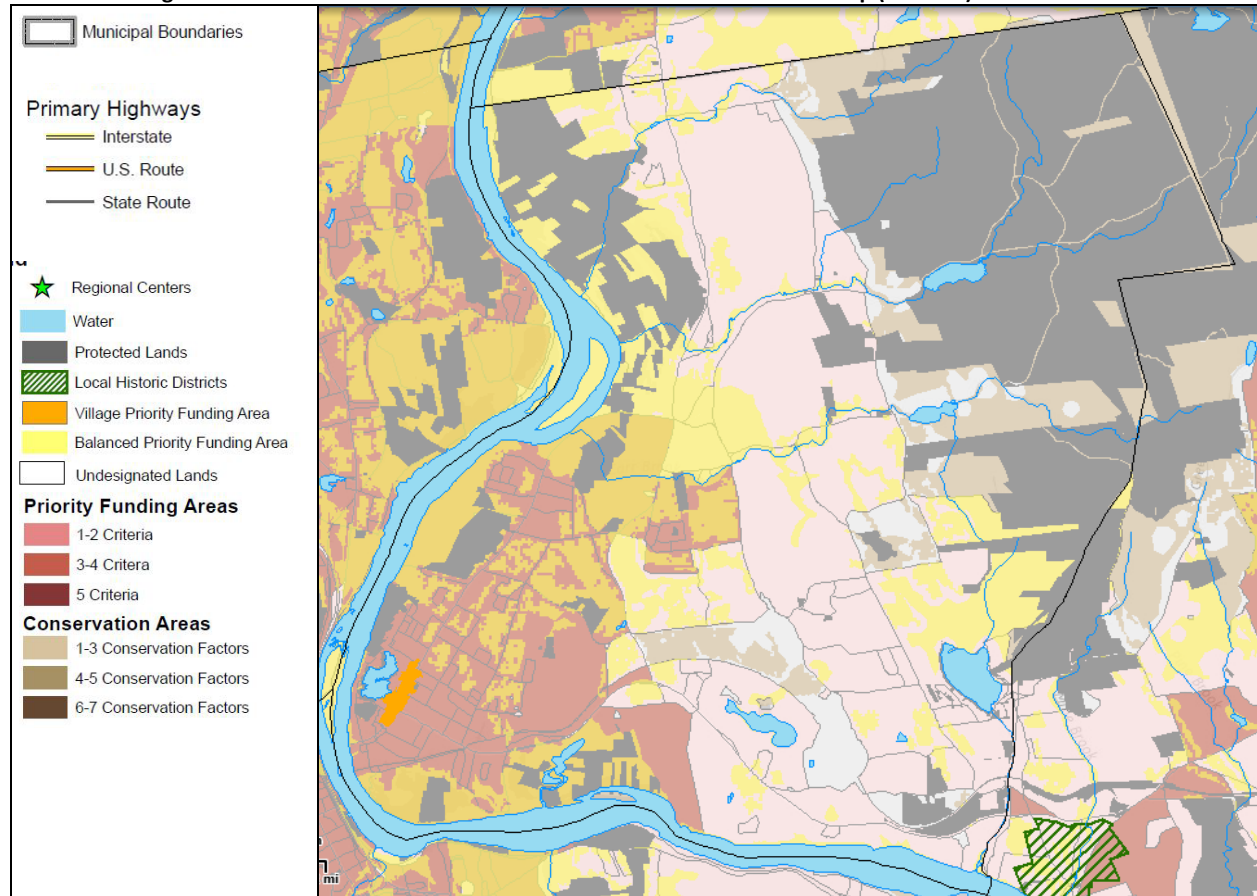 Municipal Boundaries
Primary Highways
Interstate
U.S. Route
State Route
Regional Centers
Water
Protected Lands
Local Historic Districts
Village Priority Funding Area
Balanced Priority Funding Area
Undesignated Lands
Priority Funding Areas
1-2 Criteria
3-4 Critera
5 Criteria
Conservation Areas
1-3 Conservation Factors
4-5 Conservation Factors
6-7 Conservation Factors
mi